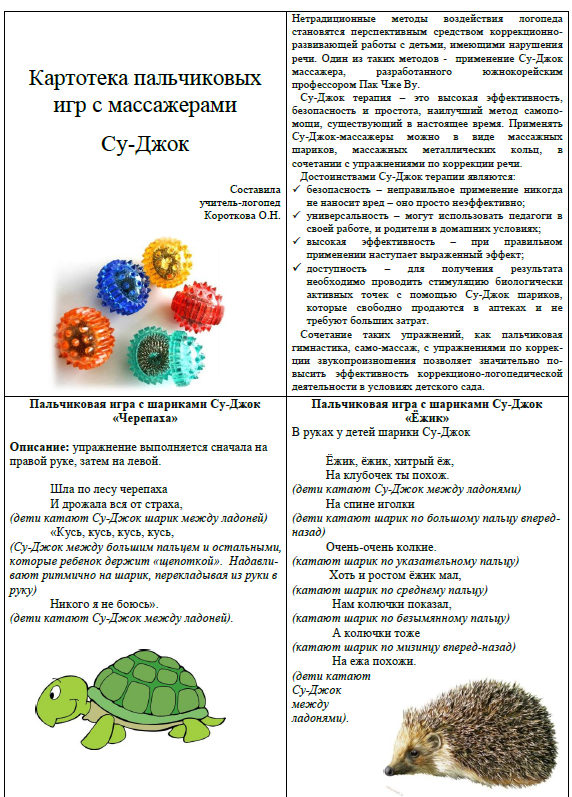 Картотека пальчиковых
игр с массажерами
Су-Джок
Составила
учитель-логопед
Короткова О.Н.
Нетрадиционные методы воздействия логопеда
становятся перспективным средством коррекционно-
развивающей работы с детьми, имеющими нарушения
речи. Один из таких методов - применение Су-Джок
массажера, разработанного южнокорейским
профессором Пак Чже Ву.
Су-Джок терапия – это высокая эффективность,
безопасность и простота, наилучший метод самопо-
мощи, существующий в настоящее время. Применять
Су-Джок-массажеры можно в виде массажных
шариков, массажных металлических кольц, в
сочетании с упражнениями по коррекции речи.
Достоинствами Су-Джок терапии являются:
✓ безопасность – неправильное применение никогда
не наносит вред – оно просто неэффективно;
✓ универсальность – могут использовать педагоги в
своей работе, и родители в домашних условиях;
✓ высокая эффективность – при правильном
применении наступает выраженный эффект;
✓ доступность – для получения результата
необходимо проводить стимуляцию биологически
активных точек с помощью Су-Джок шариков,
которые свободно продаются в аптеках и не
требуют больших затрат.
Сочетание таких упражнений, как пальчиковая
гимнастика, само-массаж, с упражнениями по коррек-
ции звукопроизношения позволяет значительно по-
высить эффективность коррекционо-логопедической
деятельности в условиях детского сада.
Пальчиковая игра с шариками Су-Джок
«Черепаха»
Описание: упражнение выполняется сначала на
правой руке, затем на левой.
Шла по лесу черепаха
И дрожала вся от страха,
(дети катают Су-Джок шарик между ладоней)
«Кусь, кусь, кусь, кусь,
(Су-Джок между большим пальцем и остальными,
которые ребенок держит «щепоткой». Надавли-
вают ритмично на шарик, перекладывая из руки в
руку)
Никого я не боюсь».
(дети катают Су-Джок между ладоней).
Пальчиковая игра с шариками Су-Джок
«Ёжик»
В руках у детей шарики Су-Джок
Ёжик, ёжик, хитрый ёж,
На клубочек ты похож.
(дети катают Су-Джок между ладонями)
На спине иголки
(дети катают шарик по большому пальцу вперед-
назад)
Очень-очень колкие.
(катают шарик по указательному пальцу)
Хоть и ростом ёжик мал,
(катают шарик по среднему пальцу)
Нам колючки показал,
(катают шарик по безымянному пальцу)
А колючки тоже
(катают шарик по мизинцу вперед-назад)
На ежа похожи.
(дети катают
Су-Джок
между
ладонями).